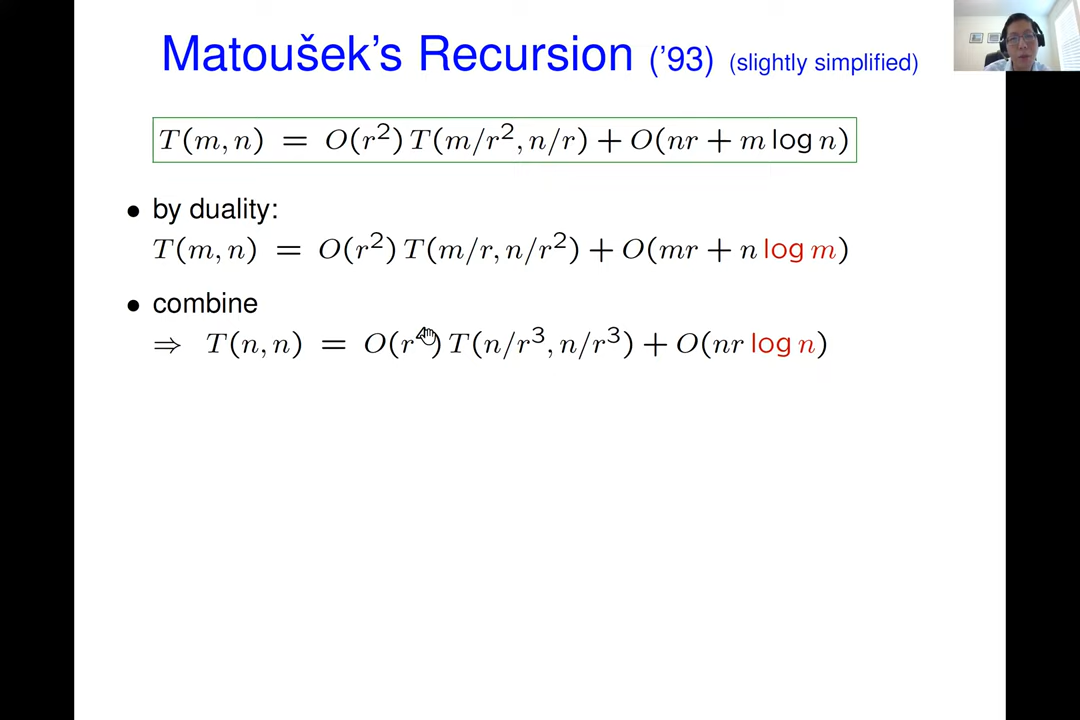 Matoušek's Recursion ('93) (slightly simplified)
T(m, n) = O(r²) T(m/r², n/r) + O(nr + m log n)
• by duality:
T(m, n) = O(r²) T(m/r, n/r²) + O(mr + n log m)
• combine
⇒ T(n, n) = O(r⁴) T(n/r³, n/r³) + O(nr log n)